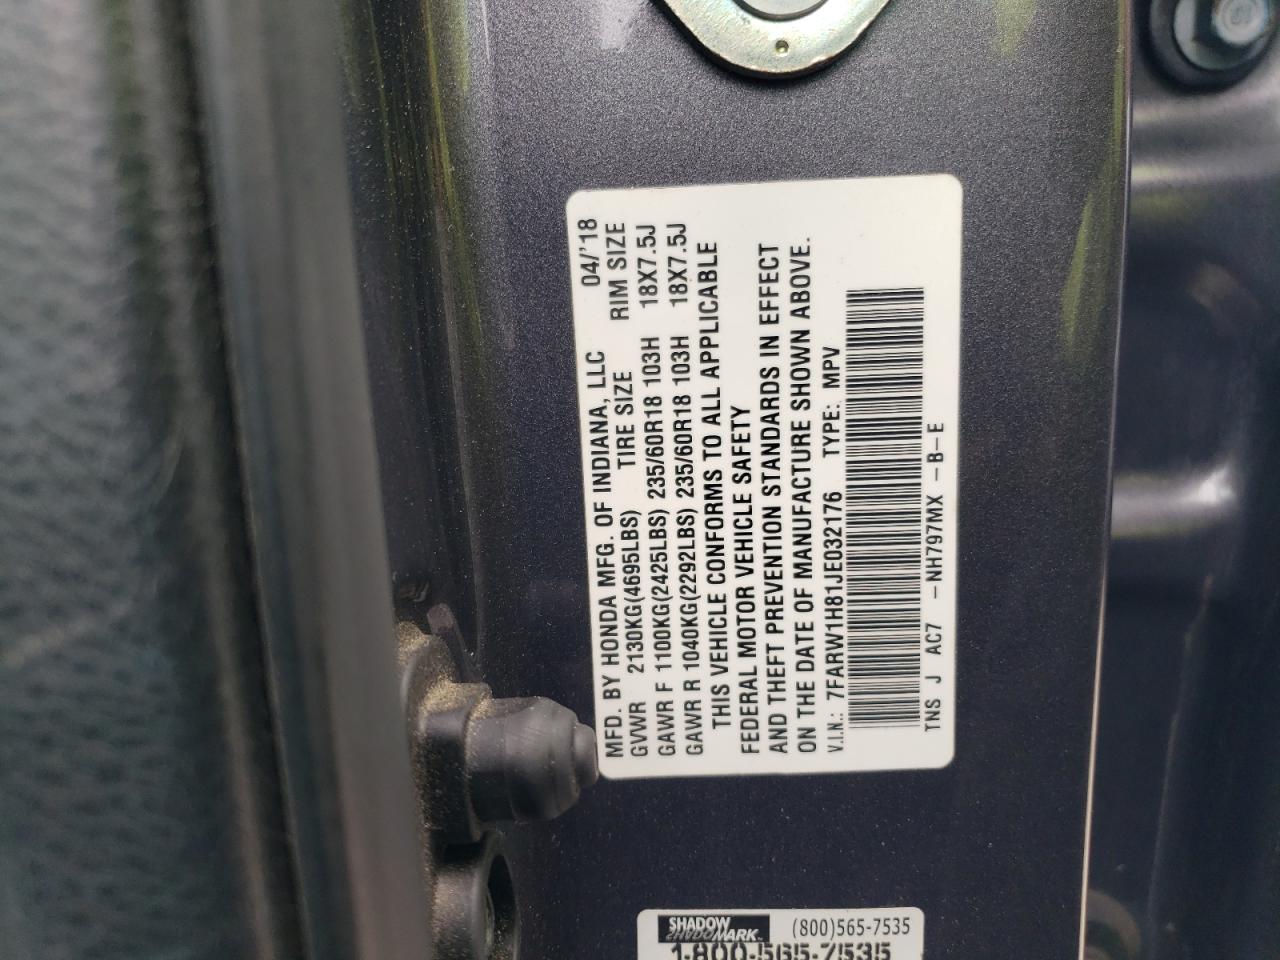 MFD. BY HONDA MFG. OF INDIANA, LLC 04/'18
GVWR 2130KG(4695LBS) TIRE SIZE RIM SIZE
GAWR F 1100KG(2425LBS) 235/60R18 103H 18X7.5J
GAWR R 1040KG(2292LBS) 235/60R18 103H 18X7.5J
THIS VEHICLE CONFORMS TO ALL APPLICABLE
FEDERAL MOTOR VEHICLE SAFETY
AND THEFT PREVENTION STANDARDS IN EFFECT
ON THE DATE OF MANUFACTURE SHOWN ABOVE.
V.I.N.: 7FARW1H81JE032176 TYPE: MPV
TNS J AC7 -NH797MX -B-E
SHADOW MARK (800)565-7535
1-800-565-7535